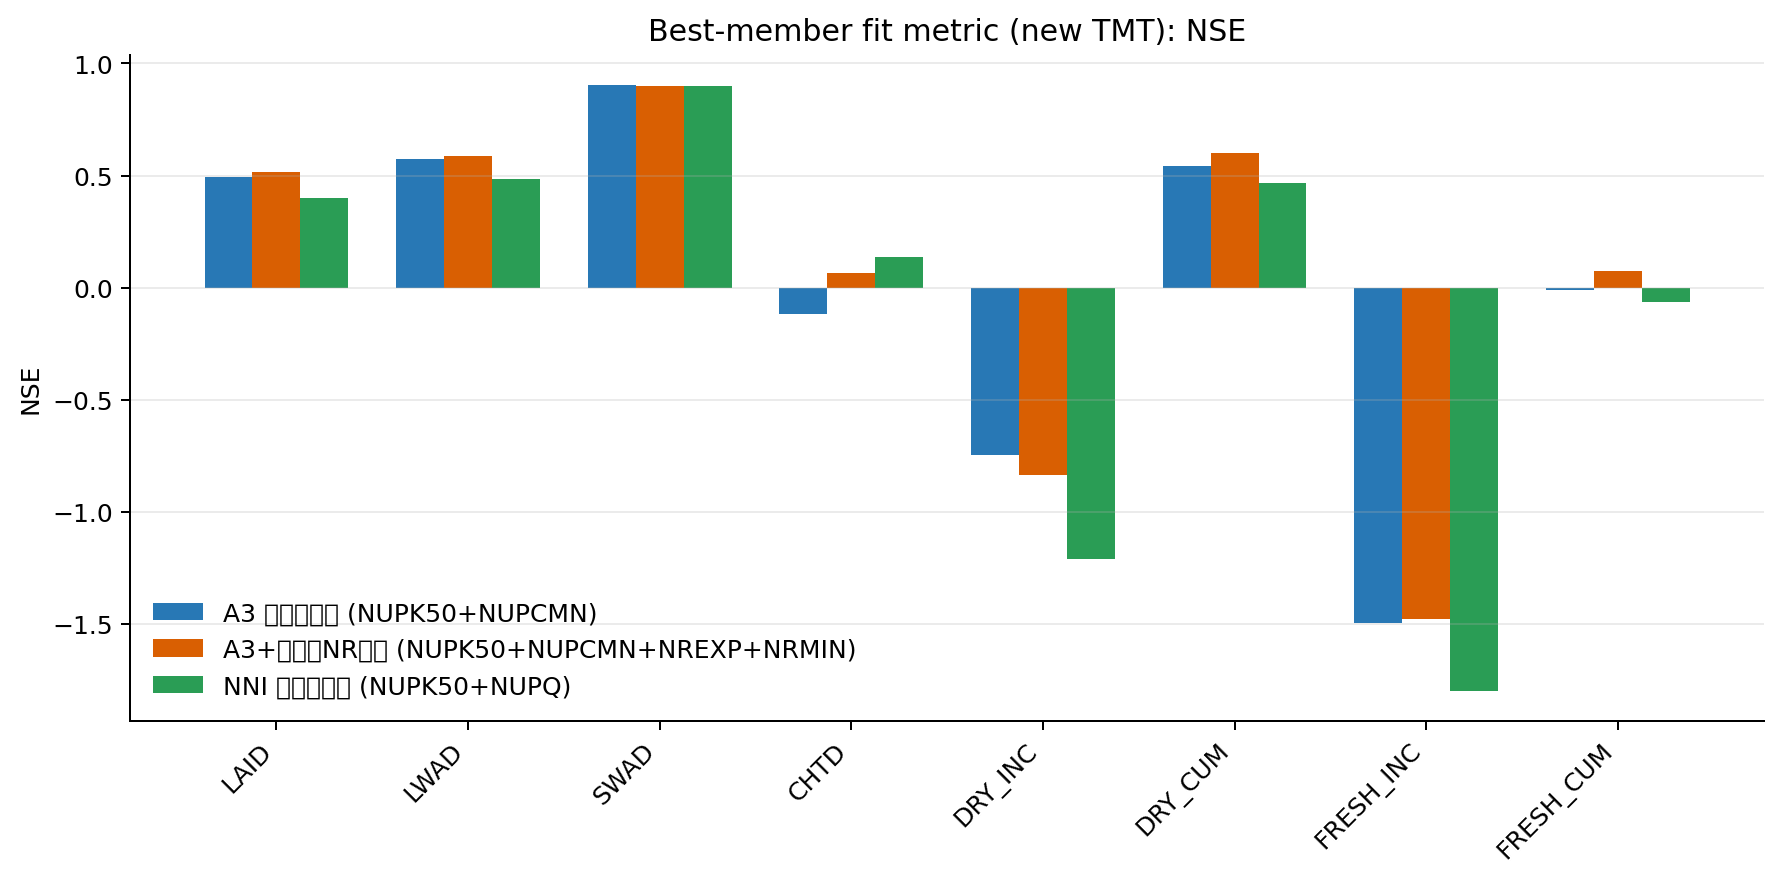 Best-member fit metric (new TMT): NSE
1.0
0.5
0.0
−0.5
−1.0
−1.5
NSE
A3 (NUPK50+NUPCMN)
A3+NR (NUPK50+NUPCMN+NREXP+NRMIN)
NNI (NUPK50+NUPQ)
LAID
LWAD
SWAD
CHTD
DRY_INC
DRY_CUM
FRESH_INC
FRESH_CUM